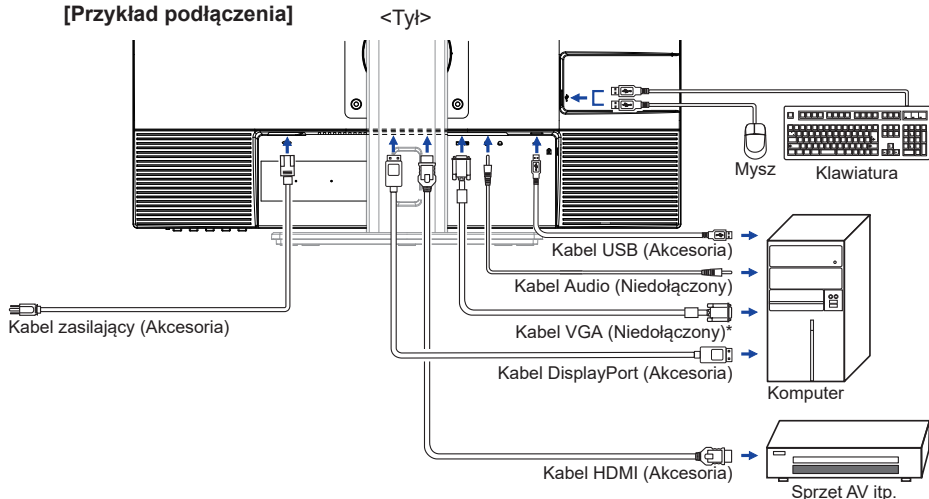 [Przykład podłączenia]
<Tył>
Mysz
Klawiatura
Kabel USB (Akcesoria)
Kabel Audio (Niedołączony)
Kabel zasilający (Akcesoria)
Kabel VGA (Niedołączony)*
Kabel DisplayPort (Akcesoria)
Komputer
Kabel HDMI (Akcesoria)
Sprzęt AV itp.